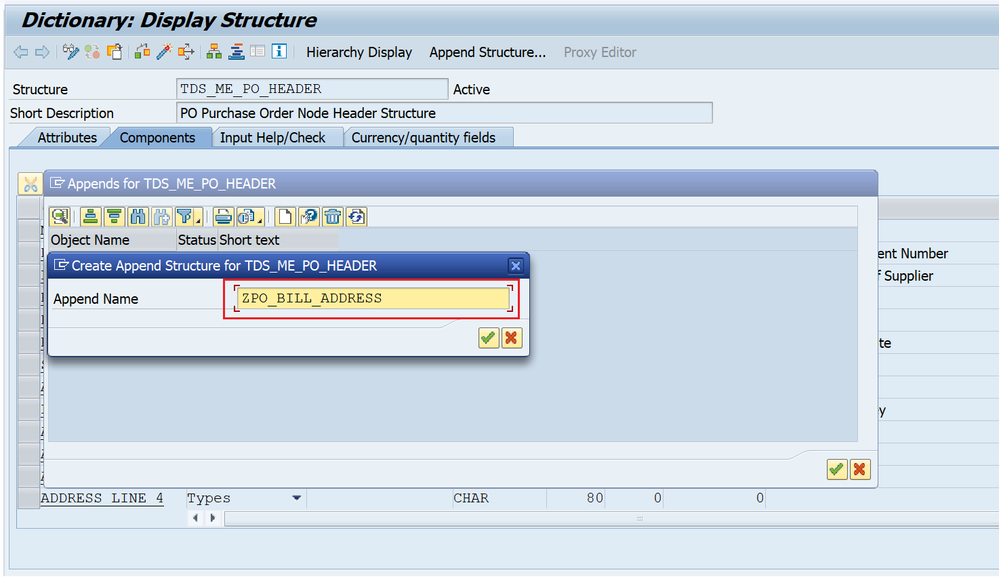 Dictionary: Display Structure
Hierarchy Display Append Structure... Proxy Editor
Structure TDS_ME_PO_HEADER Active
Short Description PO Purchase Order Node Header Structure
Attributes Components Input Help/Check Currency/quantity fields
Appends for TDS_ME_PO_HEADER
Object Name Status Short text
ent Number
Create Append Structure for TDS_ME_PO_HEADER
Supplier
Append Name ZPO_BILL_ADDRESS
te
y
ADDRESS LINE 4 Types CHAR 80 0 0